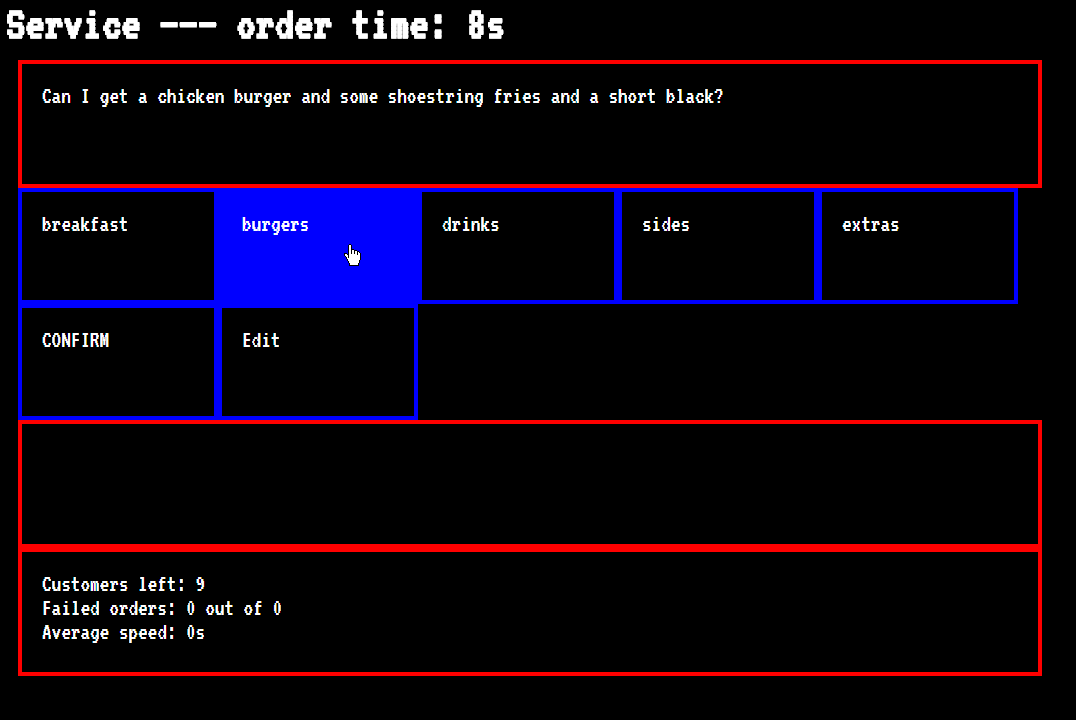 Service --- order time: 8s
Can I get a chicken burger and some shoestring fries and a short black?
breakfast
burgers
drinks
sides
extras
CONFIRM
Edit
Customers left: 9
Failed orders: 0 out of 0
Average speed: 0s